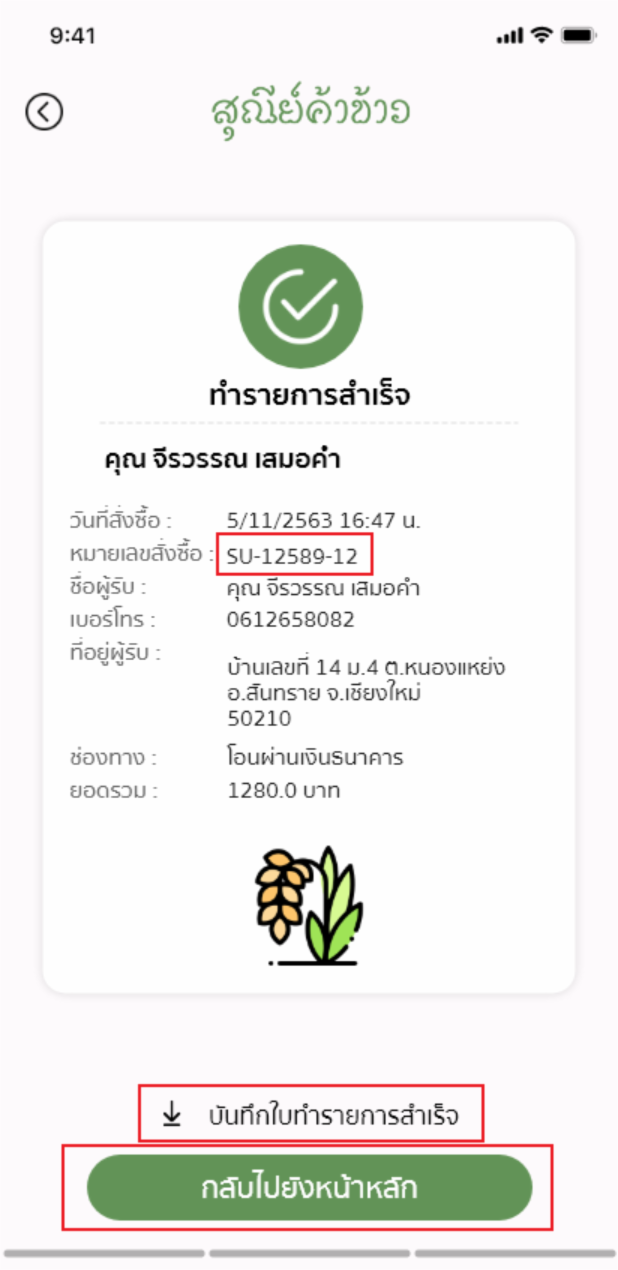 9:41
สุณีย์ค้าข้าว
ทำรายการสำเร็จ
คุณ จีรวรรณ เสมอคำ
วันที่สั่งซื้อ : 5/11/2563 16:47 น.
หมายเลขสั่งซื้อ : SU-12589-12
ชื่อผู้รับ : คุณ จีรวรรณ เสมอคำ
เบอร์โทร : 0612658082
ที่อยู่ผู้รับ : บ้านเลขที่ 14 ม.4 ต.หนองแหย่ง
อ.สันทราย จ.เชียงใหม่
50210
ช่องทาง : โอนผ่านเงินธนาคาร
ยอดรวม : 1280.0 บาท
บันทึกใบทำรายการสำเร็จ
กลับไปยังหน้าหลัก